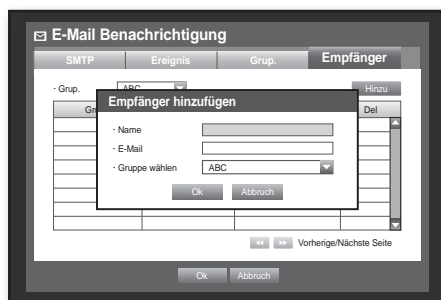 E-Mail Benachrichtigung
SMTP Ereignis Grup. Empfänger
· Grup. ABC Hinzu
Del
Empfänger hinzufügen
· Name
· E-Mail
· Gruppe wählen ABC
Ok Abbruch
Vorherige/Nächste Seite
Ok Abbruch